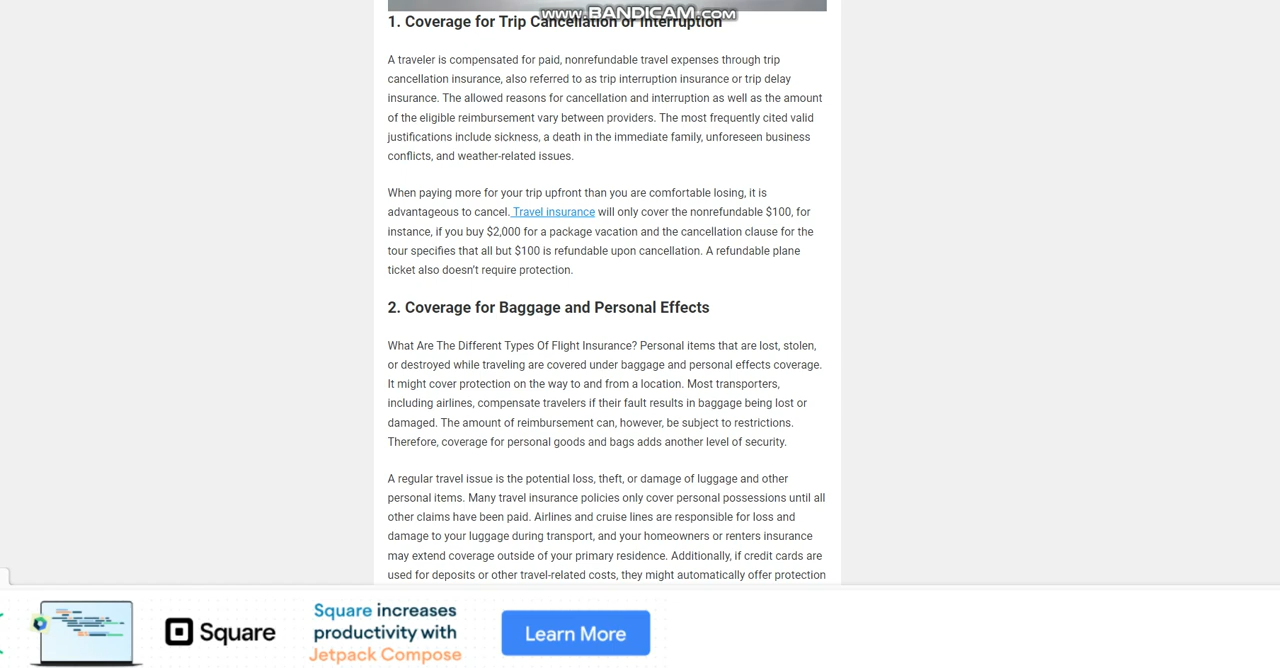 www.BANDICAM.com
1. Coverage for Trip Cancellation or Interruption
A traveler is compensated for paid, nonrefundable travel expenses through trip
cancellation insurance, also referred to as trip interruption insurance or trip delay
insurance. The allowed reasons for cancellation and interruption as well as the amount
of the eligible reimbursement vary between providers. The most frequently cited valid
justifications include sickness, a death in the immediate family, unforeseen business
conflicts, and weather-related issues.
When paying more for your trip upfront than you are comfortable losing, it is
advantageous to cancel. Travel insurance will only cover the nonrefundable $100, for
instance, if you buy $2,000 for a package vacation and the cancellation clause for the
tour specifies that all but $100 is refundable upon cancellation. A refundable plane
ticket also doesn't require protection.
2. Coverage for Baggage and Personal Effects
What Are The Different Types Of Flight Insurance? Personal items that are lost, stolen,
or destroyed while traveling are covered under baggage and personal effects coverage.
It might cover protection on the way to and from a location. Most transporters,
including airlines, compensate travelers if their fault results in baggage being lost or
damaged. The amount of reimbursement can, however, be subject to restrictions.
Therefore, coverage for personal goods and bags adds another level of security.
A regular travel issue is the potential loss, theft, or damage of luggage and other
personal items. Many travel insurance policies only cover personal possessions until all
other claims have been paid. Airlines and cruise lines are responsible for loss and
damage to your luggage during transport, and your homeowners or renters insurance
may extend coverage outside of your primary residence. Additionally, if credit cards are
used for deposits or other travel-related costs, they might automatically offer protection
Square
Square increases
productivity with
Jetpack Compose
Learn More